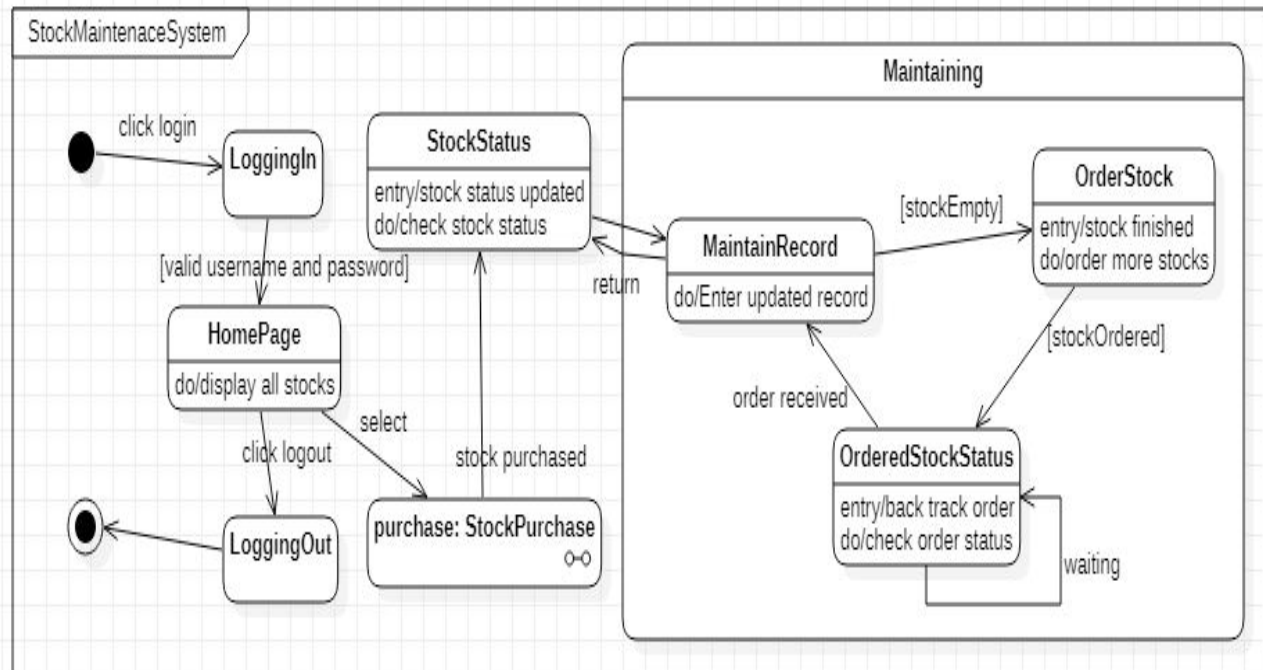 StockMaintenaceSystem
Maintaining
click login
LoggingIn
StockStatus
entry/stock status updated
do/check stock status
OrderStock
entry/stock finished
do/order more stocks
[stockEmpty]
MaintainRecord
do/Enter updated record
return
[valid username and password]
HomePage
do/display all stocks
[stockOrdered]
order received
select
click logout
stock purchased
OrderedStockStatus
entry/back track order
do/check order status
purchase: StockPurchase
LoggingOut
waiting